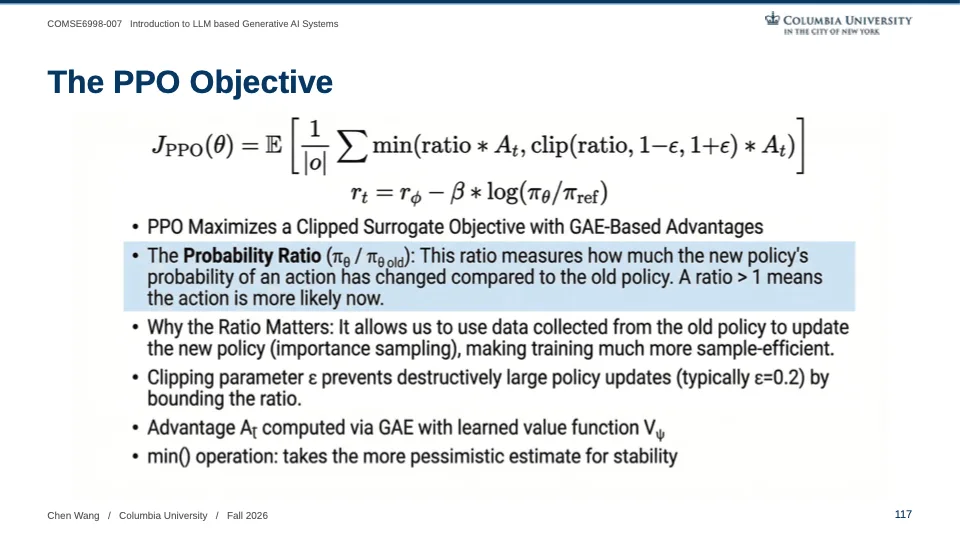 COMSE6998-007 Introduction to LLM based Generative AI Systems
COLUMBIA UNIVERSITY
IN THE CITY OF NEW YORK
The PPO Objective
J_PPO(θ) = 𝔼 [ 1/|o| ∑ min(ratio * A_t, clip(ratio, 1−ϵ, 1+ϵ) * A_t) ]
r_t = r_ϕ − β * log(π_θ/π_ref)
• PPO Maximizes a Clipped Surrogate Objective with GAE-Based Advantages
• The Probability Ratio (π_θ / π_θ old): This ratio measures how much the new policy's
probability of an action has changed compared to the old policy. A ratio > 1 means
the action is more likely now.
• Why the Ratio Matters: It allows us to use data collected from the old policy to update
the new policy (importance sampling), making training much more sample-efficient.
• Clipping parameter ε prevents destructively large policy updates (typically ε=0.2) by
bounding the ratio.
• Advantage A_t computed via GAE with learned value function V_ψ
• min() operation: takes the more pessimistic estimate for stability
Chen Wang / Columbia University / Fall 2026
117